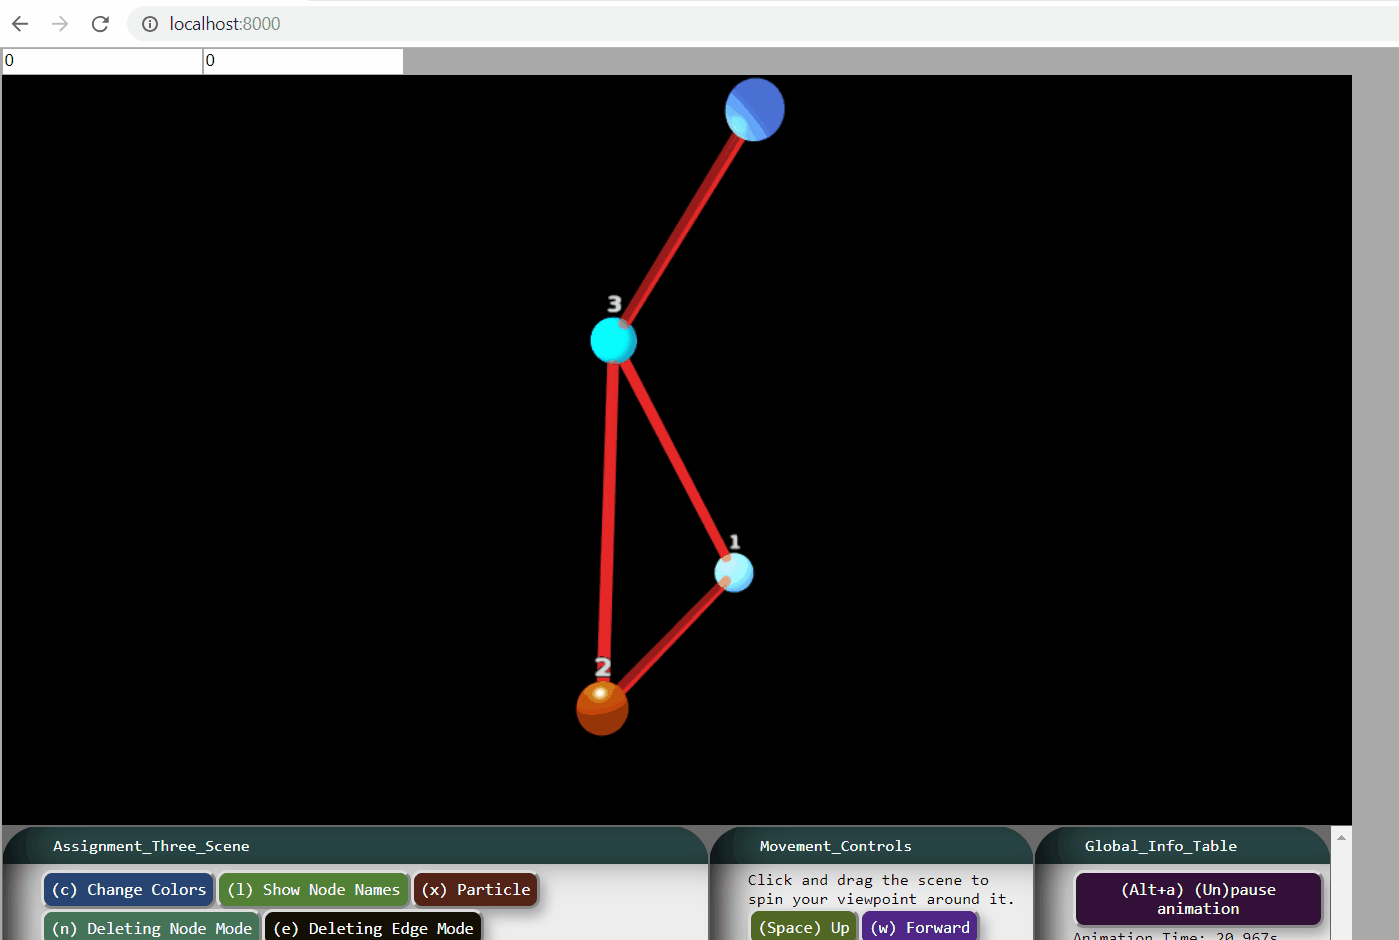 localhost:8000
0 0
3
1
2
Assignment_Three_Scene
(c) Change Colors (l) Show Node Names (x) Particle
(n) Deleting Node Mode (e) Deleting Edge Mode
Movement_Controls
Click and drag the scene to
spin your viewpoint around it.
(Space) Up (w) Forward
Global_Info_Table
(Alt+a) (Un)pause
animation
Animation Time: 20.967s